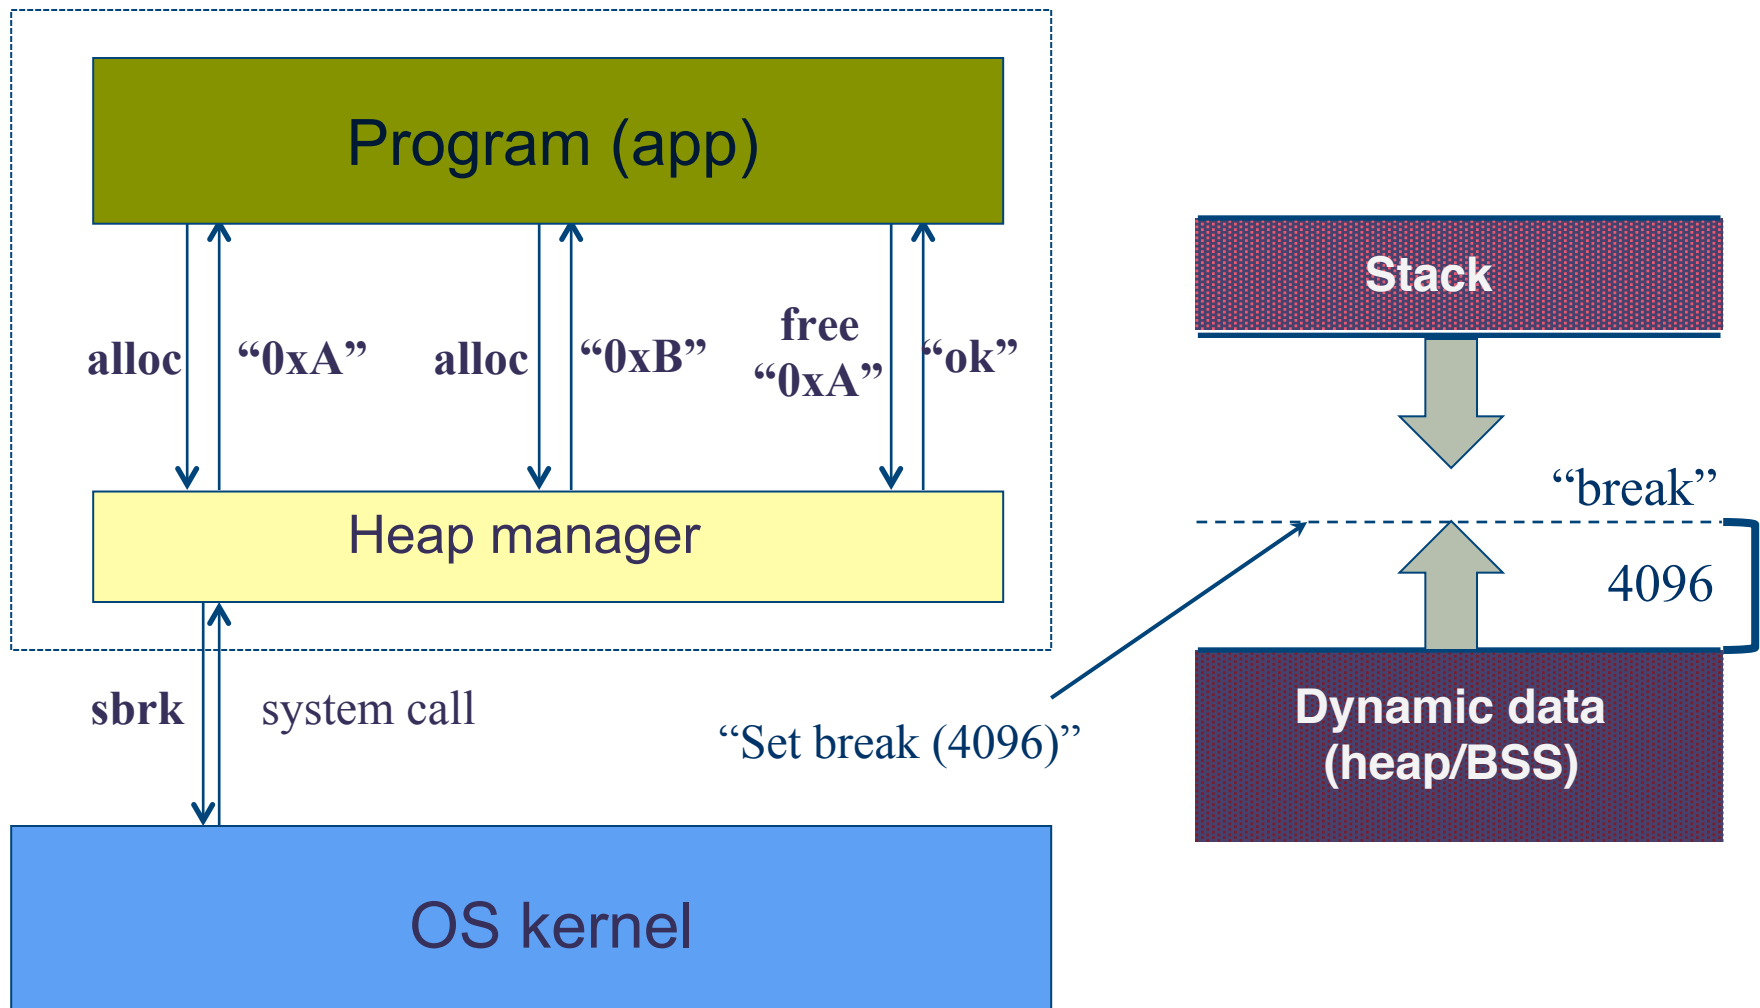 Program (app)
alloc
“0xA”
alloc
“0xB”
free
“0xA”
“ok”
Heap manager
sbrk
system call
OS kernel
Stack
“break”
4096
“Set break (4096)”
Dynamic data
(heap/BSS)